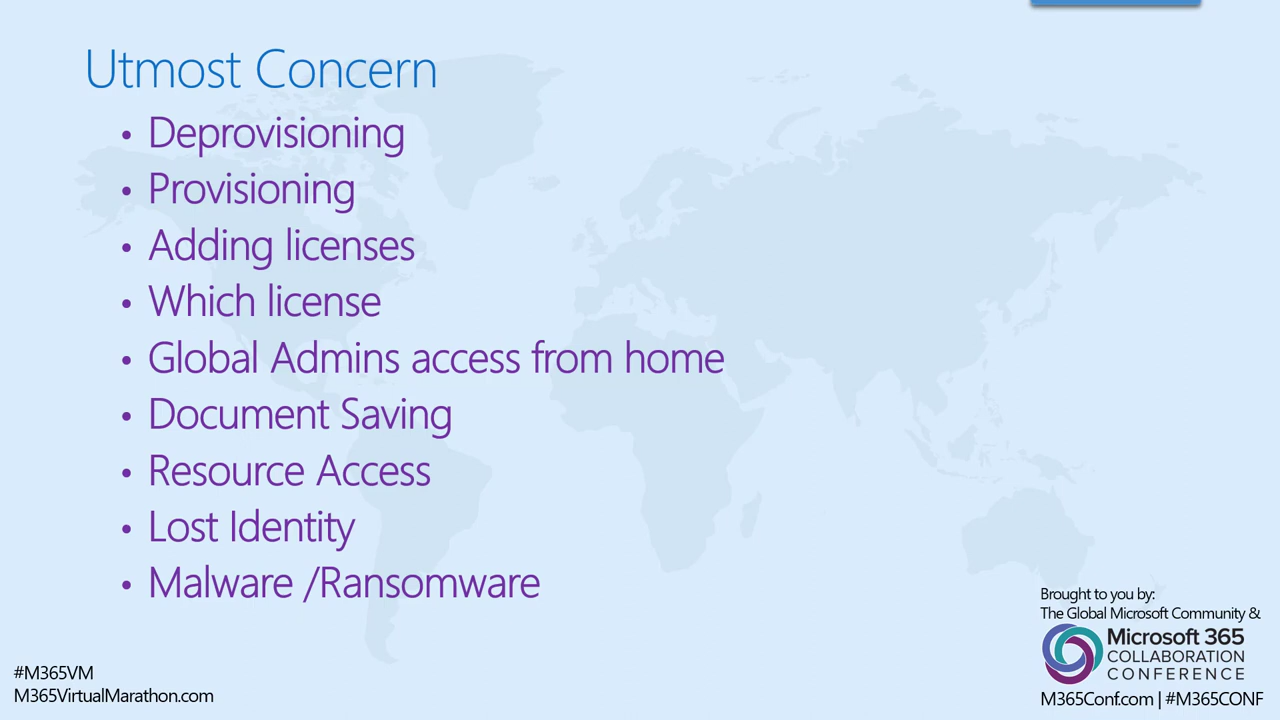 Utmost Concern
• Deprovisioning
• Provisioning
• Adding licenses
• Which license
• Global Admins access from home
• Document Saving
• Resource Access
• Lost Identity
• Malware /Ransomware
#M365VM
M365VirtualMarathon.com
Brought to you by:
The Global Microsoft Community &
Microsoft 365
COLLABORATION
CONFERENCE
M365Conf.com | #M365CONF